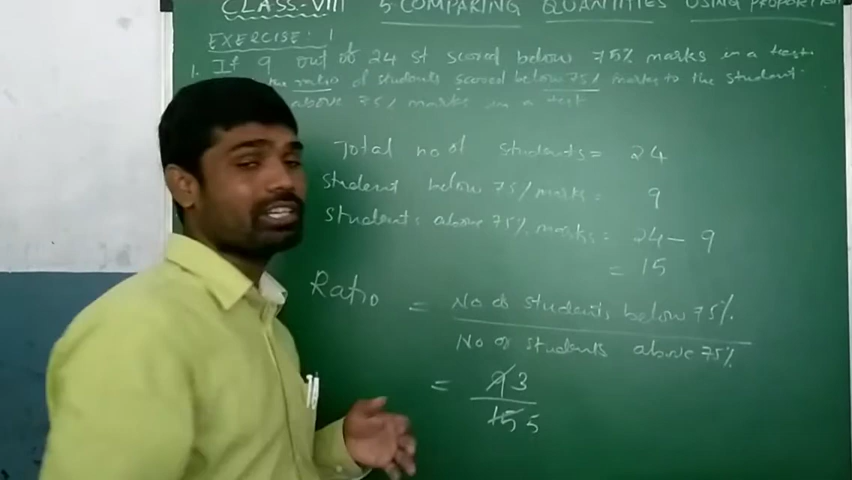 CLASS-VIII 5-COMPARING QUANTITIES USING PROPORTION
EXERCISE: 1
1. If 9 out of 24 st scored below 75% marks in a test.
the ratio of students scored below 75% marks to the student
above 75% marks in a test
Total no of students = 24
student below 75% marks = 9
students above 75% marks = 24 - 9
= 15
Ratio = No of students below 75%
No of students above 75%
= 9 3
15 5